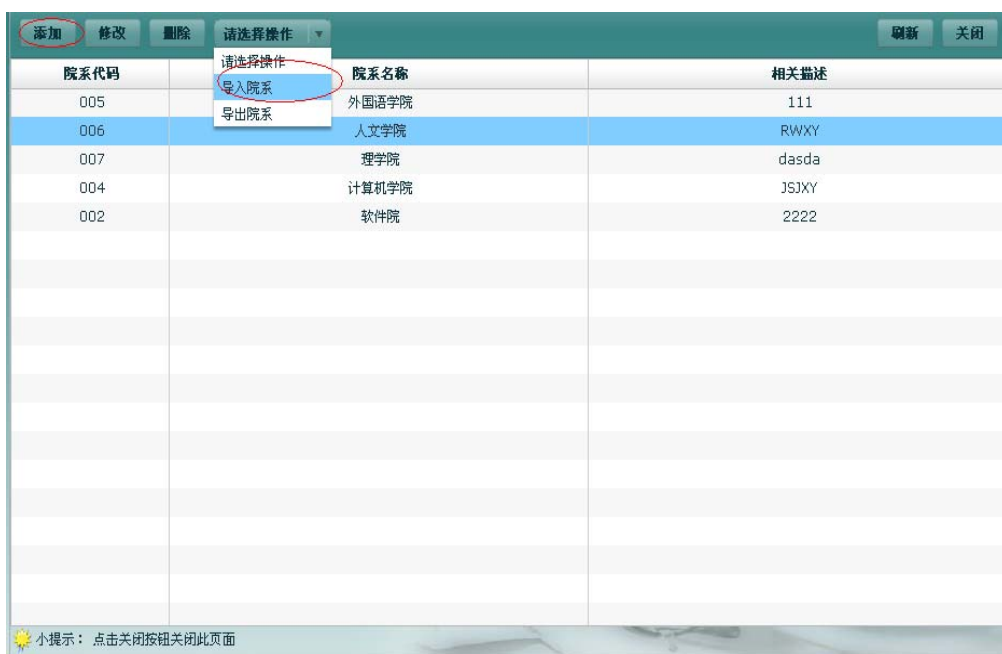 添加 修改 删除 请选择操作 刷新 关闭
请选择操作
导入院系
导出院系
院系代码 院系名称 相关描述
005 外国语学院 111
006 人文学院 RWXY
007 理学院 dasda
004 计算机学院 JSJXY
002 软件院 2222
小提示： 点击关闭按钮关闭此页面